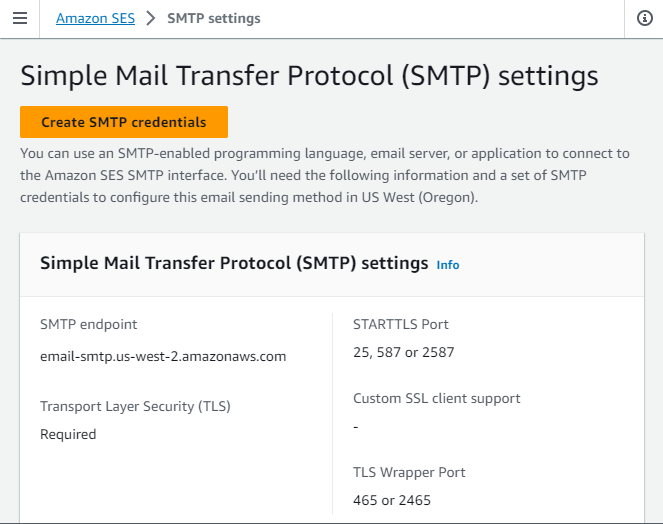 Amazon SES > SMTP settings
Simple Mail Transfer Protocol (SMTP) settings
Create SMTP credentials
You can use an SMTP-enabled programming language, email server, or application to connect to
the Amazon SES SMTP interface. You’ll need the following information and a set of SMTP
credentials to configure this email sending method in US West (Oregon).
Simple Mail Transfer Protocol (SMTP) settings Info
SMTP endpoint
email-smtp.us-west-2.amazonaws.com
Transport Layer Security (TLS)
Required
STARTTLS Port
25, 587 or 2587
Custom SSL client support
-
TLS Wrapper Port
465 or 2465